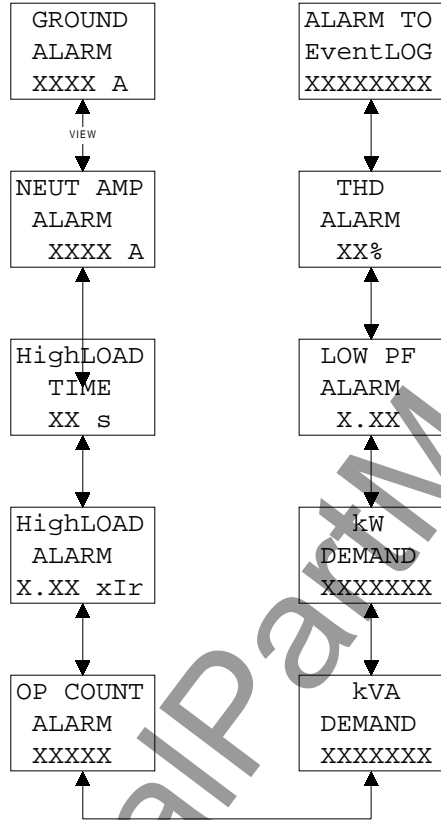 GROUND
ALARM
XXXX A
VIEW
NEUT AMP
ALARM
XXXX A
HighLOAD
TIME
XX s
HighLOAD
ALARM
X.XX xIr
OP COUNT
ALARM
XXXXX
ALARM TO
EventLOG
XXXXXXXX
THD
ALARM
XX%
LOW PF
ALARM
X.XX
kW
DEMAND
XXXXXXX
kVA
DEMAND
XXXXXXX
alPartM